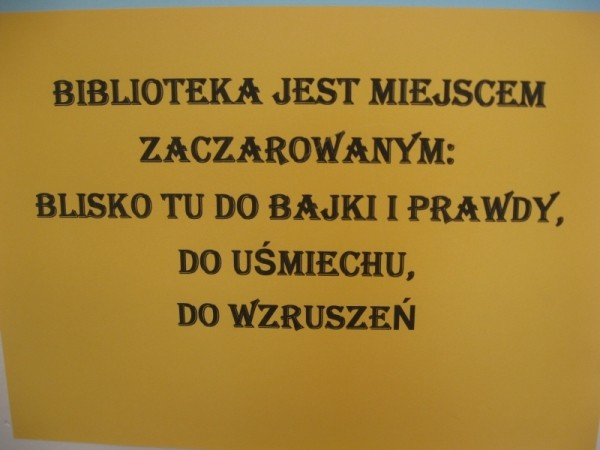 BIBLIOTEKA JEST MIEJSCEM
ZACZAROWANYM:
BLISKO TU DO BAJKI I PRAWDY,
DO UŚMIECHU,
DO WZRUSZEŃ